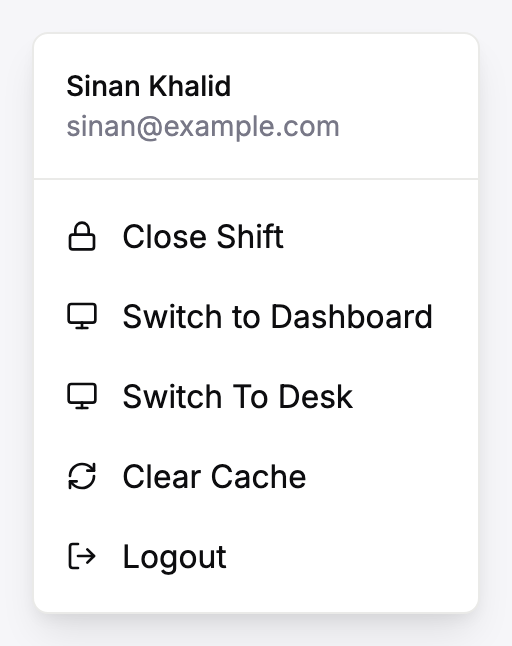 Sinan Khalid
sinan@example.com
Close Shift
Switch to Dashboard
Switch To Desk
Clear Cache
Logout